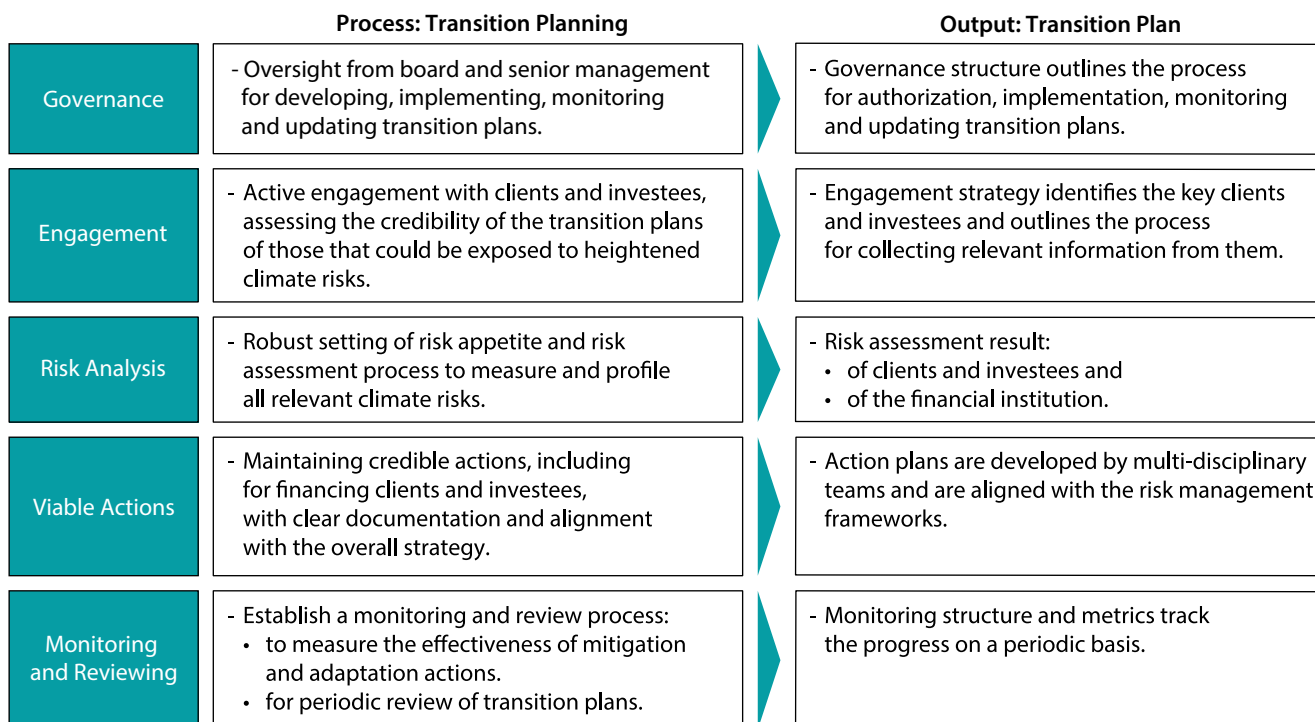 Process: Transition Planning
Output: Transition Plan
Governance
- Oversight from board and senior management
for developing, implementing, monitoring
and updating transition plans.
- Governance structure outlines the process
for authorization, implementation, monitoring
and updating transition plans.
Engagement
- Active engagement with clients and investees,
assessing the credibility of the transition plans
of those that could be exposed to heightened
climate risks.
- Engagement strategy identifies the key clients
and investees and outlines the process
for collecting relevant information from them.
Risk Analysis
- Robust setting of risk appetite and risk
assessment process to measure and profile
all relevant climate risks.
- Risk assessment result:
• of clients and investees and
• of the financial institution.
Viable Actions
- Maintaining credible actions, including
for financing clients and investees,
with clear documentation and alignment
with the overall strategy.
- Action plans are developed by multi-disciplinary
teams and are aligned with the risk management
frameworks.
Monitoring
and Reviewing
- Establish a monitoring and review process:
• to measure the effectiveness of mitigation
and adaptation actions.
• for periodic review of transition plans.
- Monitoring structure and metrics track
the progress on a periodic basis.